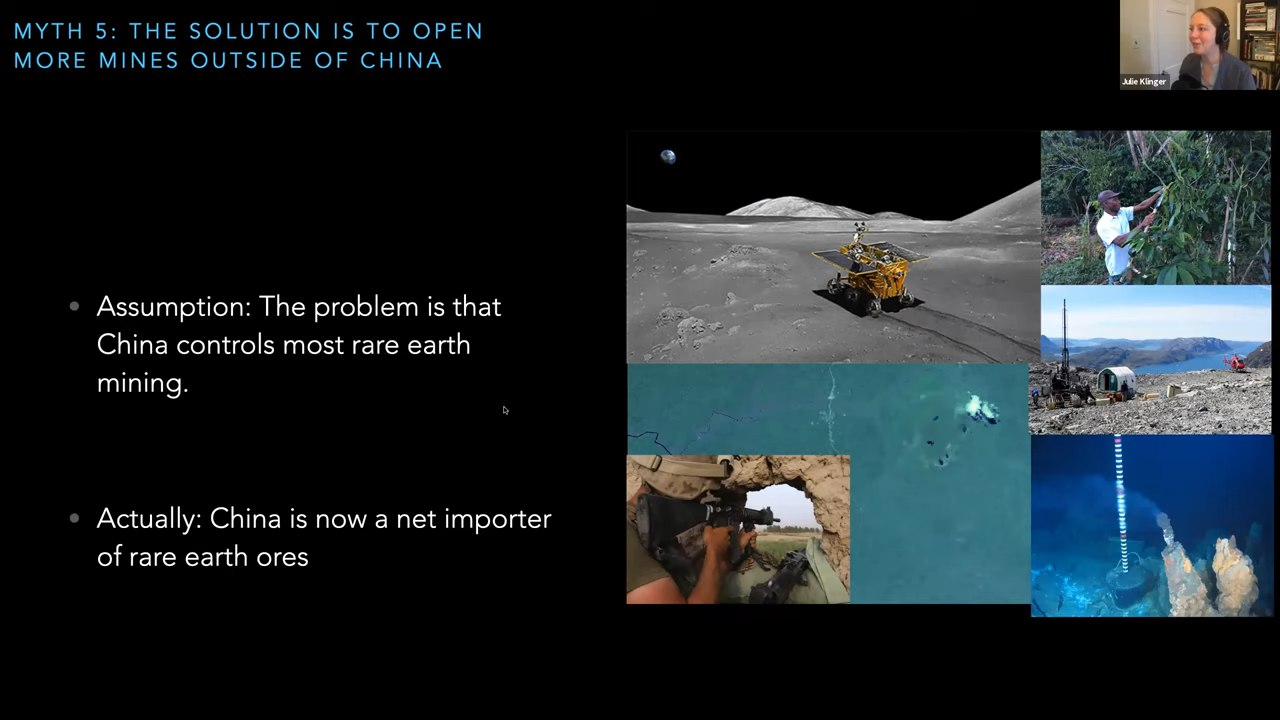 MYTH 5: THE SOLUTION IS TO OPEN
MORE MINES OUTSIDE OF CHINA
Julie Klinger
Assumption: The problem is that
China controls most rare earth
mining.
Actually: China is now a net importer
of rare earth ores